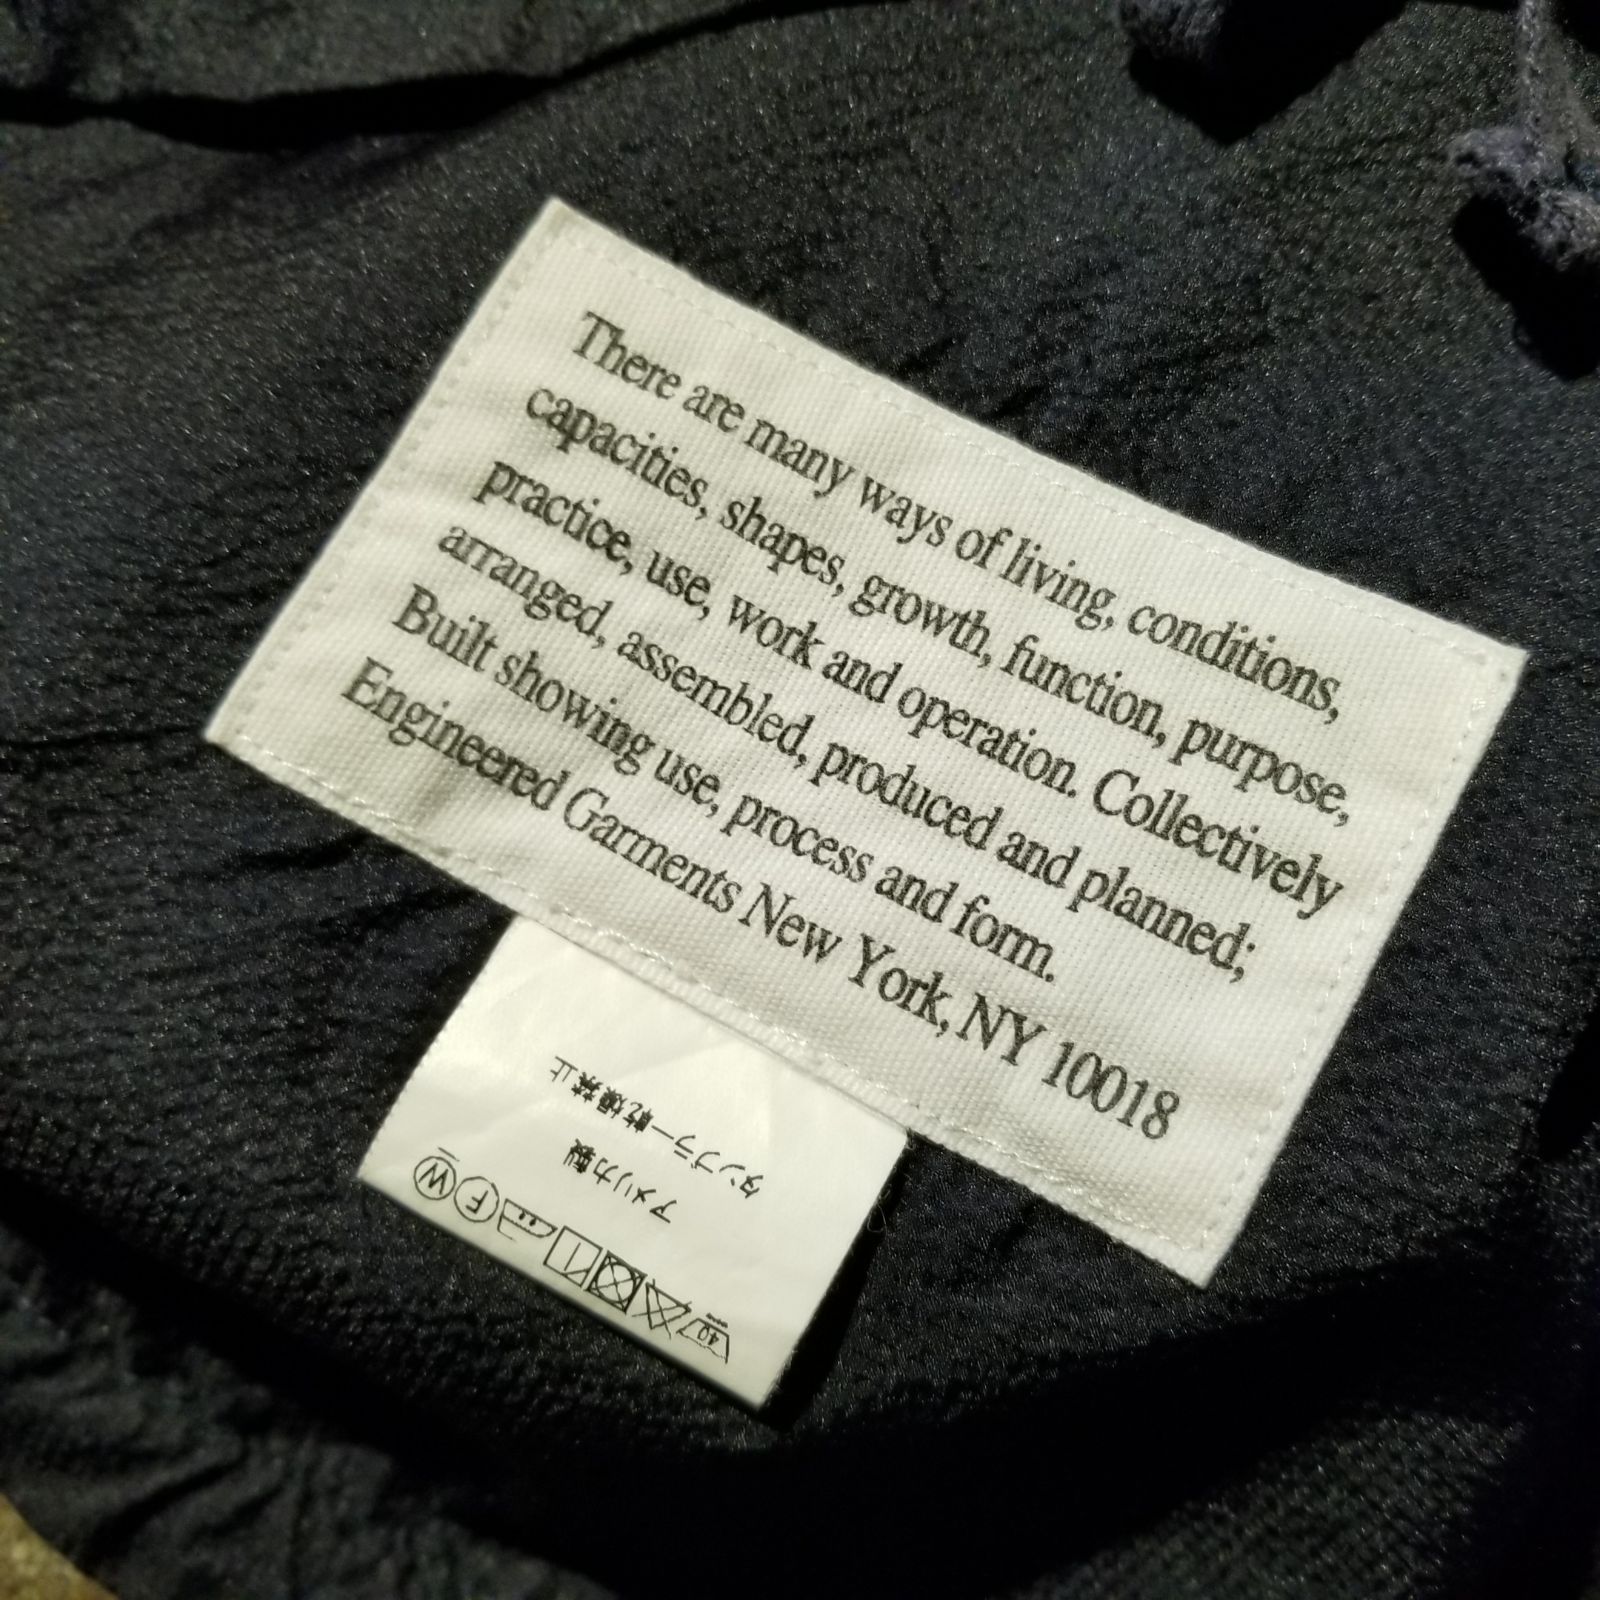 There are many ways of living, conditions,
capacities, shapes, growth, function, purpose,
practice, use, work and operation. Collectively
arranged, assembled, produced and planned;
Built showing use, process and form.
Engineered Garments New York, NY 10018
40
F
W
アメリカ製
タンブラー乾燥禁止